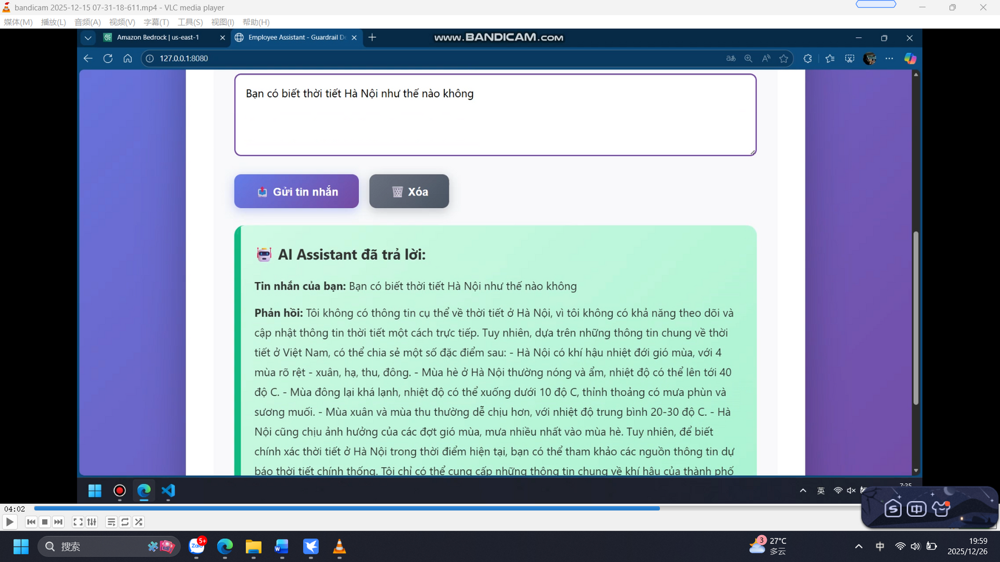 bandicam 2025-12-15 07-31-18-611.mp4 - VLC media player
媒体(M) 播放(L) 音频(A) 视频(V) 字幕(T) 工具(S) 视图(I) 帮助(H)
Amazon Bedrock | us-east-1
Employee Assistant - Guardrail De
www.BANDICAM.com
127.0.0.1:8080
Bạn có biết thời tiết Hà Nội như thế nào không
Gửi tin nhắn
Xóa
AI Assistant đã trả lời:
Tin nhắn của bạn: Bạn có biết thời tiết Hà Nội như thế nào không
Phản hồi: Tôi không có thông tin cụ thể về thời tiết ở Hà Nội, vì tôi không có khả năng theo dõi và
cập nhật thông tin thời tiết một cách trực tiếp. Tuy nhiên, dựa trên những thông tin chung về thời
tiết ở Việt Nam, có thể chia sẻ một số đặc điểm sau: - Hà Nội có khí hậu nhiệt đới gió mùa, với 4
mùa rõ rệt - xuân, hạ, thu, đông. - Mùa hè ở Hà Nội thường nóng và ẩm, nhiệt độ có thể lên tới 40
độ C. - Mùa đông lại khá lạnh, nhiệt độ có thể xuống dưới 10 độ C, thỉnh thoảng có mưa phùn và
sương muối. - Mùa xuân và mùa thu thường dễ chịu hơn, với nhiệt độ trung bình 20-30 độ C. - Hà
Nội cũng chịu ảnh hưởng của các đợt gió mùa, mưa nhiều nhất vào mùa hè. Tuy nhiên, để biết
chính xác thời tiết ở Hà Nội trong thời điểm hiện tại, bạn có thể tham khảo các nguồn thông tin dự
báo thời tiết chính thống. Tôi chỉ có thể cung cấp những thông tin chung về khí hậu của thành phố
英
7:35
04:02
中
搜索
Zalo
5+
3
27°C
多云
中
19:59
2025/12/26